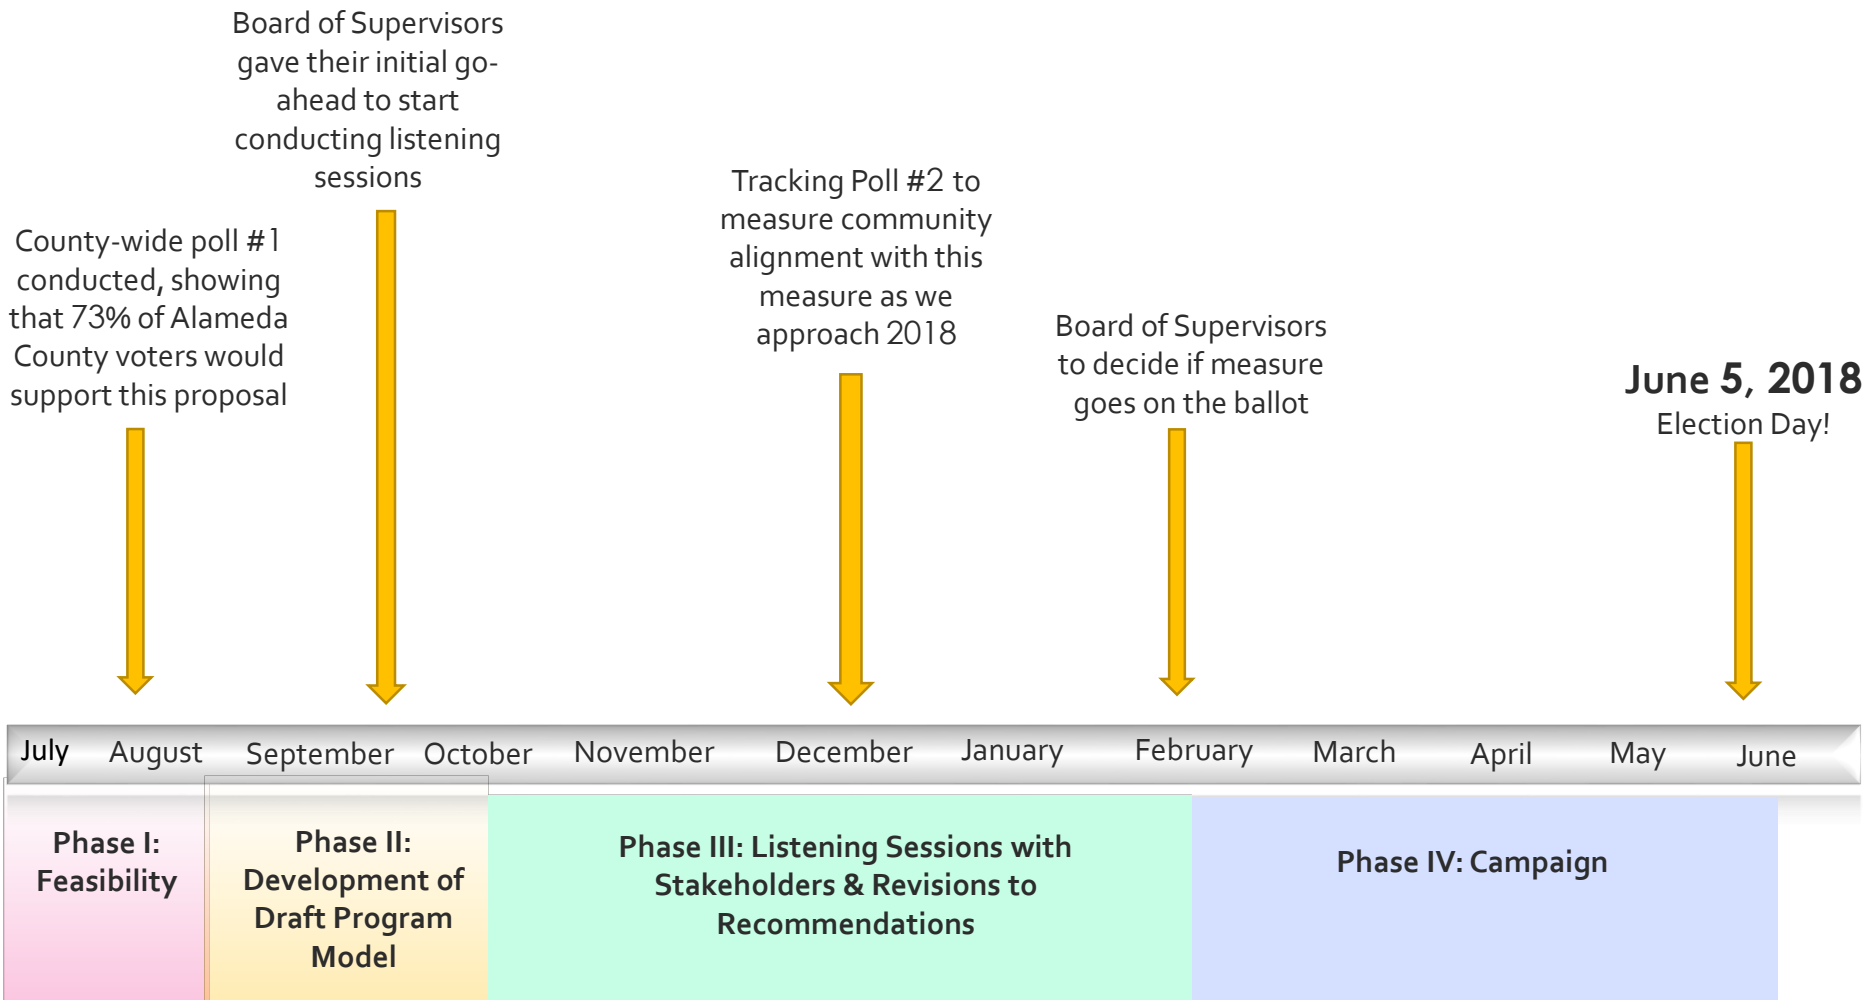 Board of Supervisors
gave their initial go-
ahead to start
conducting listening
sessions
County-wide poll #1
conducted, showing
that 73% of Alameda
County voters would
support this proposal
Tracking Poll #2 to
measure community
alignment with this
measure as we
approach 2018
Board of Supervisors
to decide if measure
goes on the ballot
June 5, 2018
Election Day!
July August September October November December January February March April May June
Phase I:
Feasibility
Phase II:
Development of
Draft Program
Model
Phase III: Listening Sessions with
Stakeholders & Revisions to
Recommendations
Phase IV: Campaign